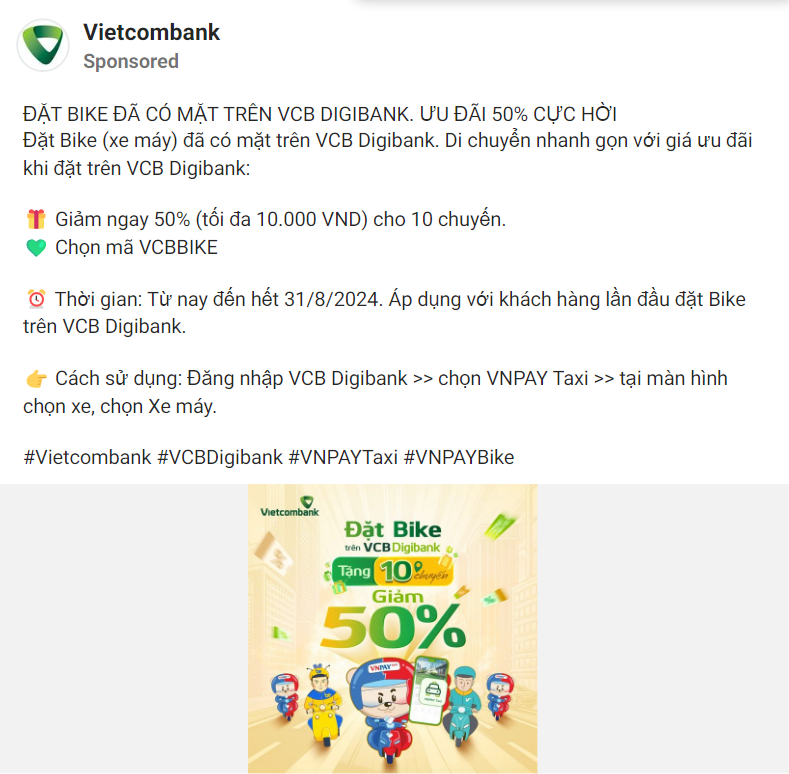 Vietcombank
Sponsored
ĐẶT BIKE ĐÃ CÓ MẶT TRÊN VCB DIGIBANK. ƯU ĐÃI 50% CỰC HỜI
Đặt Bike (xe máy) đã có mặt trên VCB Digibank. Di chuyển nhanh gọn với giá ưu đãi
khi đặt trên VCB Digibank:
🎁 Giảm ngay 50% (tối đa 10.000 VND) cho 10 chuyến.
💚 Chọn mã VCBBIKE
⏰ Thời gian: Từ nay đến hết 31/8/2024. Áp dụng với khách hàng lần đầu đặt Bike
trên VCB Digibank.
👉 Cách sử dụng: Đăng nhập VCB Digibank >> chọn VNPAY Taxi >> tại màn hình
chọn xe, chọn Xe máy.
#Vietcombank #VCBDigibank #VNPAYTaxi #VNPAYBike
Vietcombank
Đặt Bike
trên VCBDigibank
Tặng 10 chuyến
Giảm
50%
VNPAY